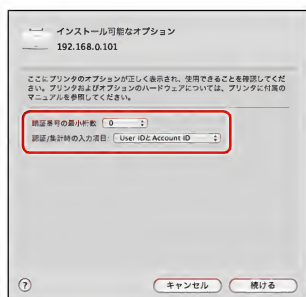 インストール可能なオプション
192.168.0.101
ここにプリンタのオプションが正しく表示され、使用できることを確認してくだ
さい。プリンタおよびオプションのハードウェアについては、プリンタに付属の
マニュアルを参照してください。
暗証番号の最小桁数: 0
認証/集計時の入力項目: User IDとAccount ID
?
キャンセル
続ける